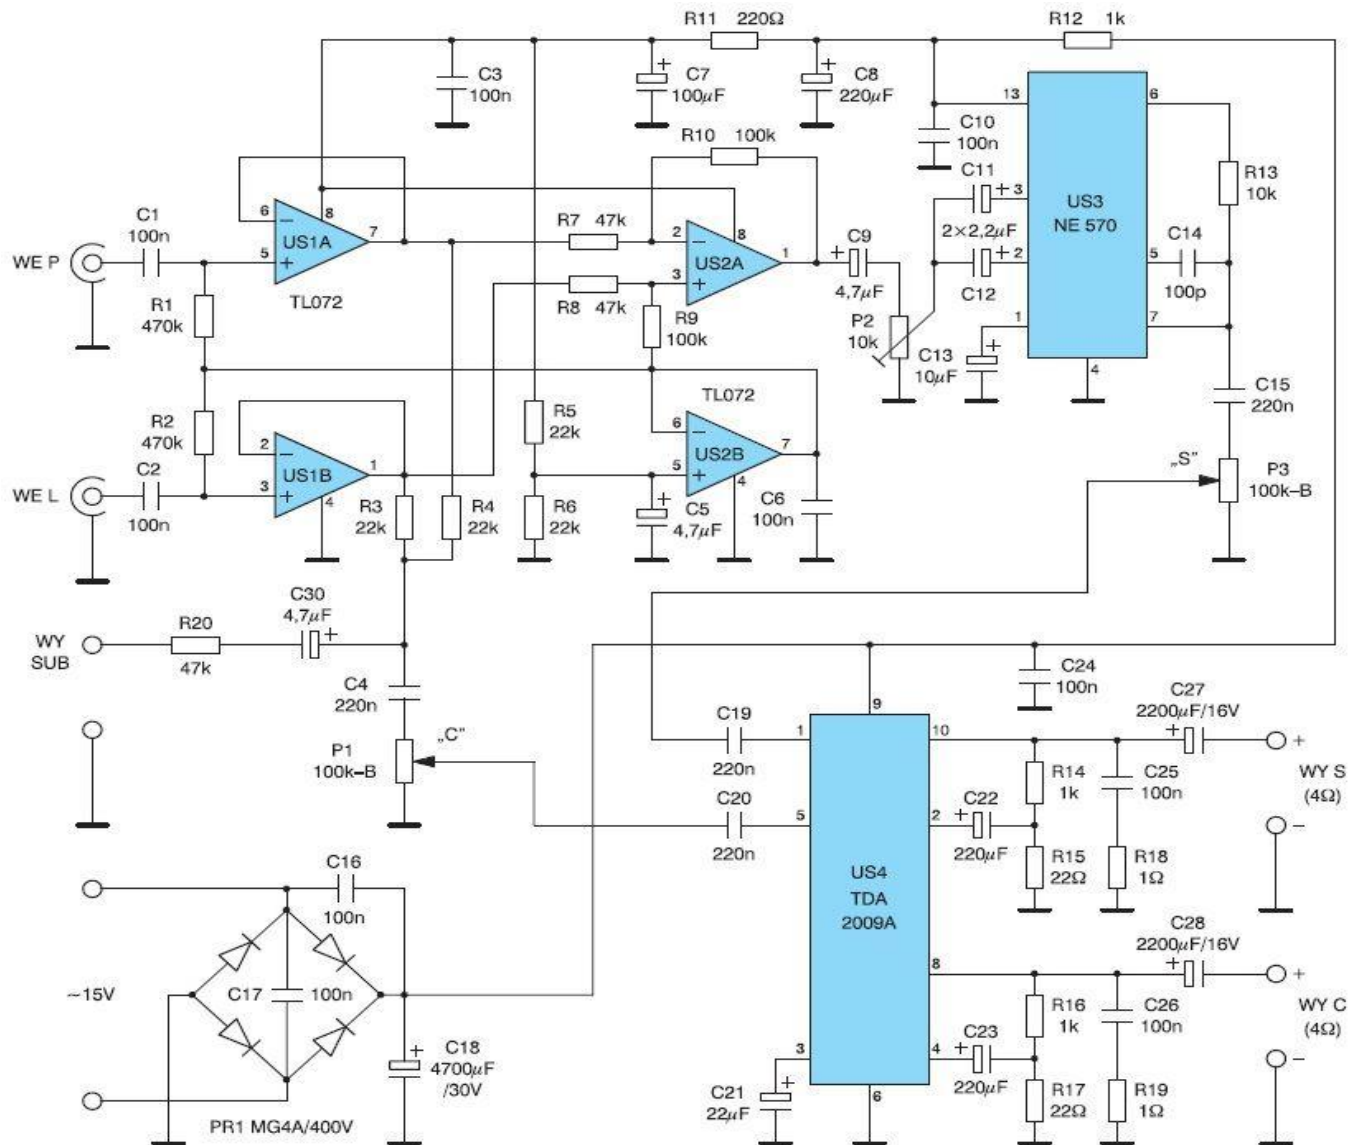 R11 220Ω
R12 1k
C3
100n
C7
100µF
C8
220µF
R10 100k
C10
100n
13
6
C11
3
2×2,2µF
US3
NE 570
R13
10k
C14
100p
5
2
C12
1
7
4
C1
100n
WE P
6
5
8
7
US1A
TL072
R1
470k
R7 47k
R8 47k
2
3
8
1
US2A
C9
4,7µF
R9
100k
P2
10k
C13
10µF
C15
220n
R2
470k
C2
100n
WE L
2
3
1
4
US1B
R3
22k
R4
22k
R5
22k
R6
22k
TL072
6
5
7
4
US2B
C5
4,7µF
C6
100n
„S”
P3
100k–B
C30
4,7µF
R20
47k
WY
SUB
C4
220n
P1
100k–B
„C”
C24
100n
C19
220n
C20
220n
1
9
10
5
2
US4
TDA
2009A
8
3
4
6
C27
2200µF/16V
R14
1k
C25
100n
C22
220µF
R15
22Ω
R18
1Ω
+
WY S
(4Ω)
–
C28
2200µF/16V
R16
1k
C26
100n
C23
220µF
R17
22Ω
R19
1Ω
+
WY C
(4Ω)
–
C21
22µF
C16
100n
~15V
C17
100n
C18
4700µF
/30V
PR1 MG4A/400V